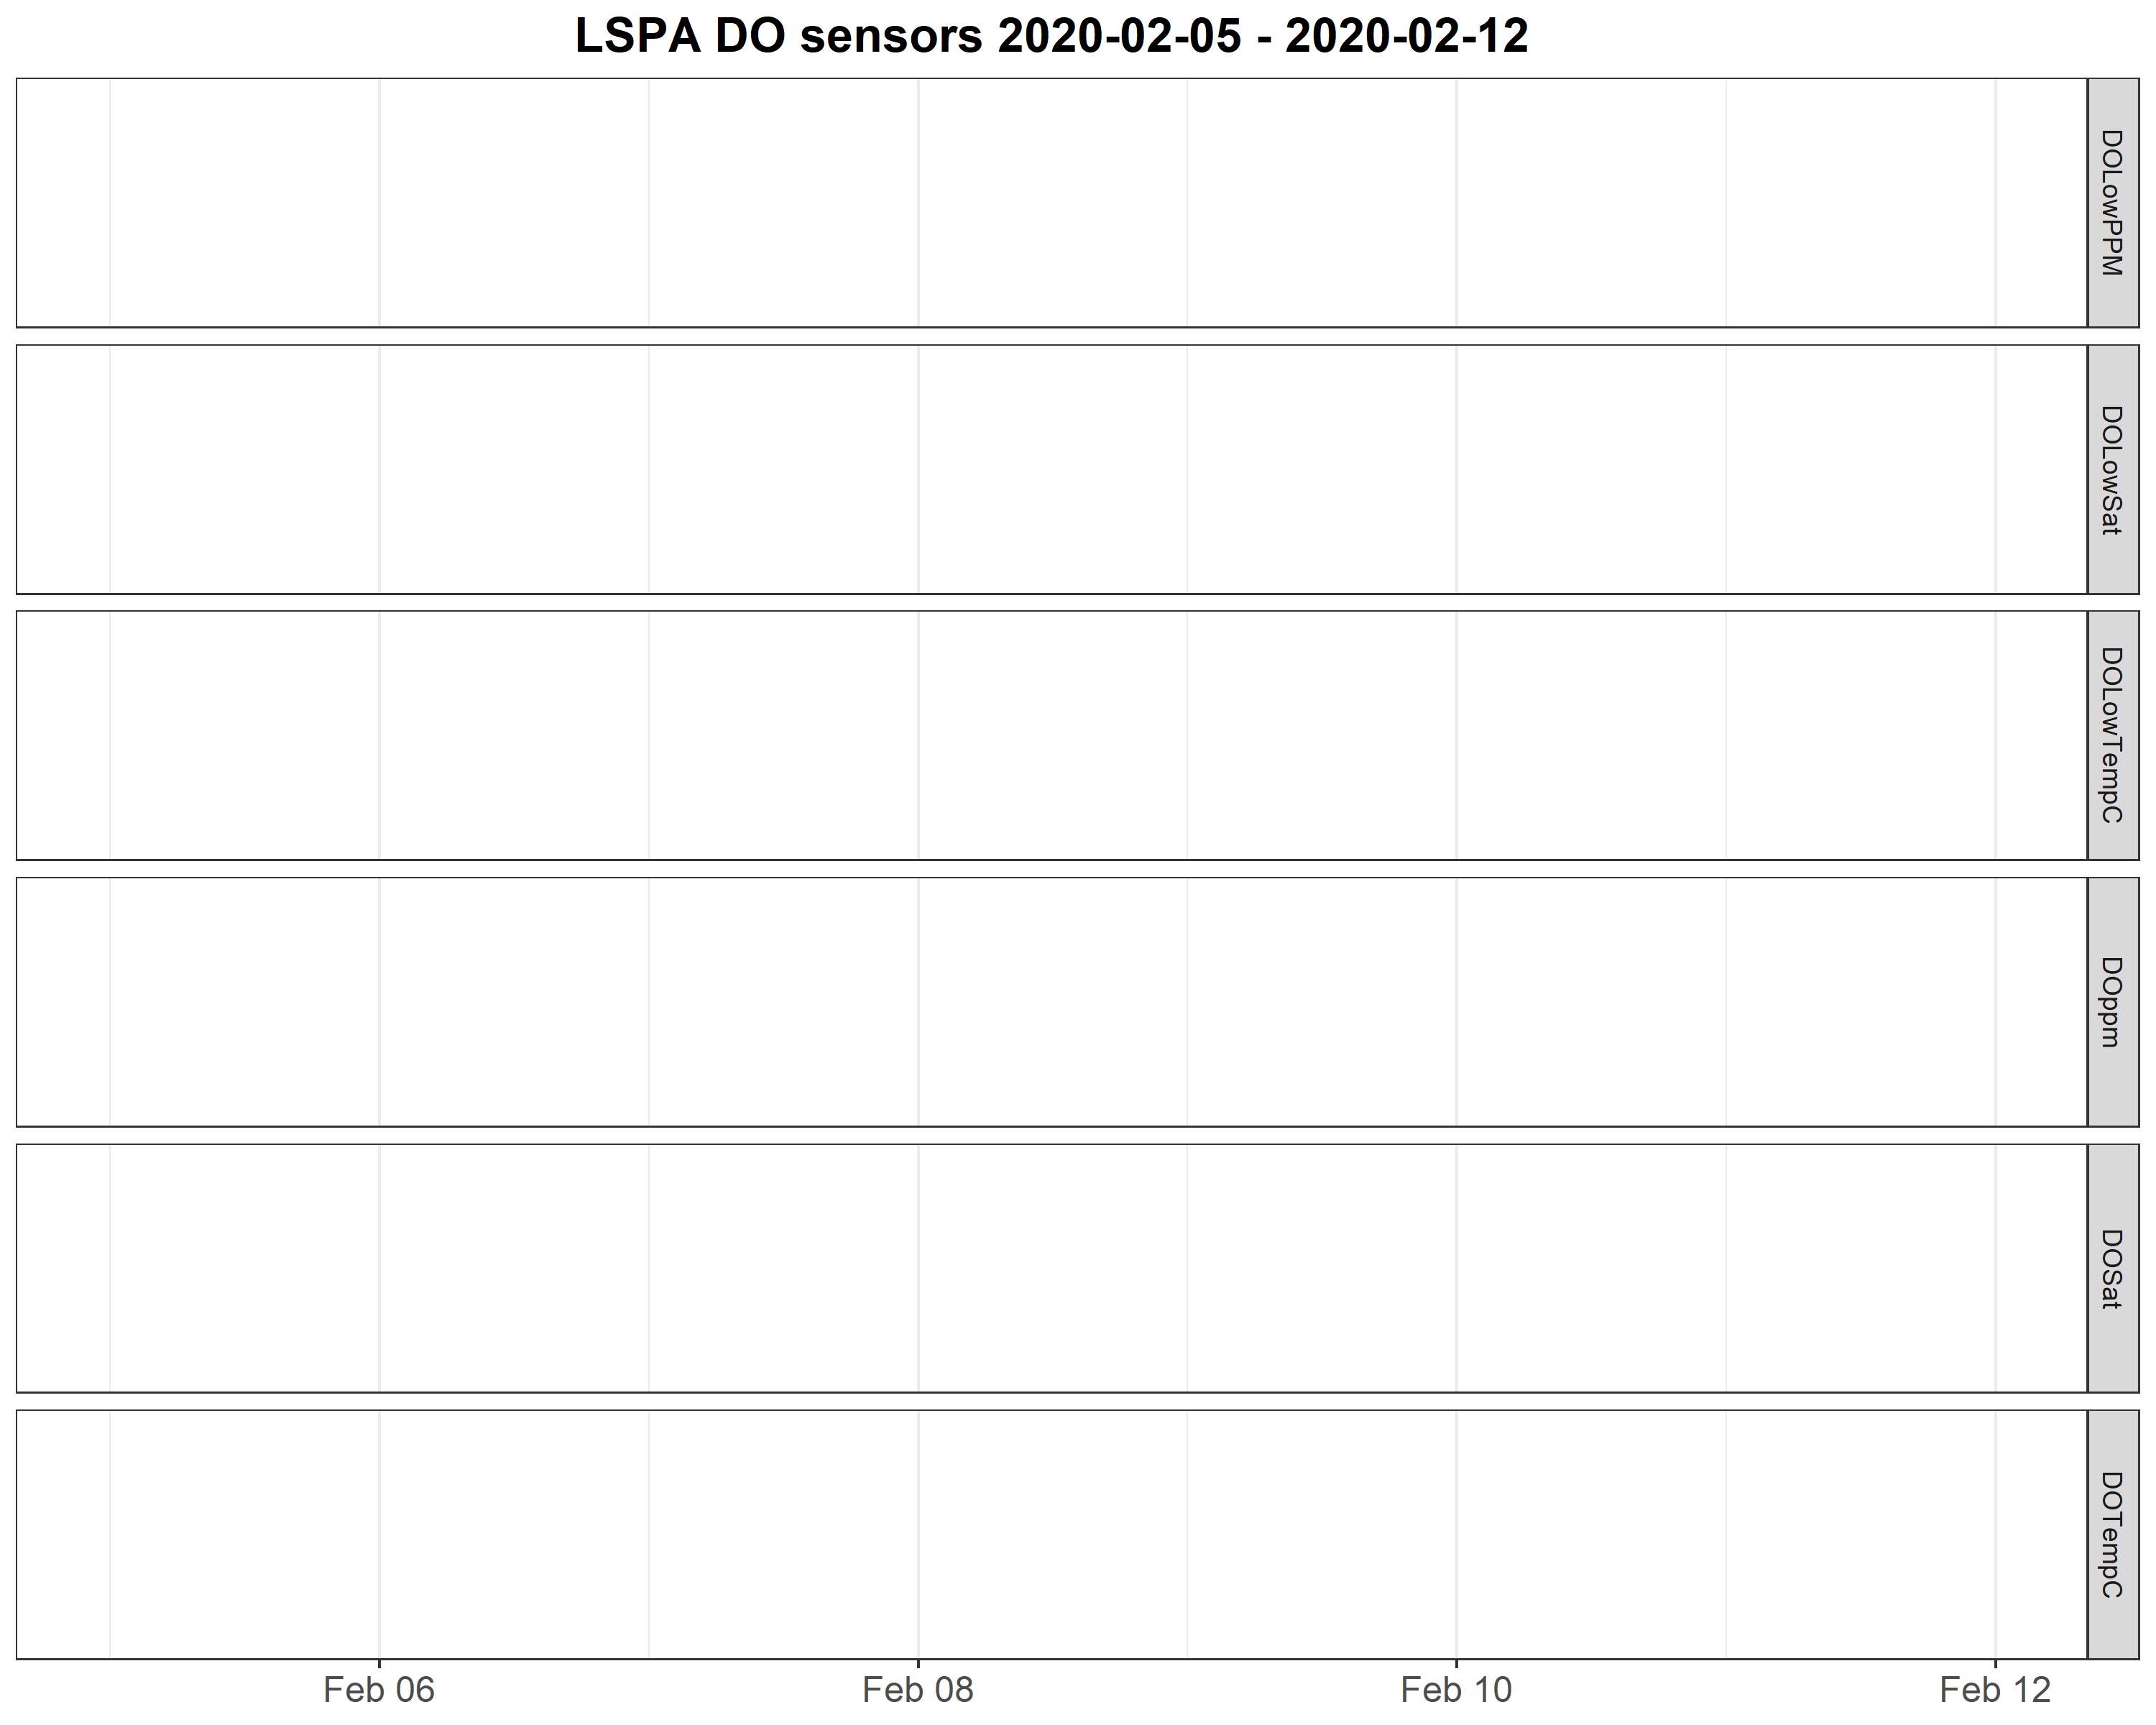 LSPA DO sensors 2020-02-05 - 2020-02-12
DOLowPPM
DOLowSat
DOLowTempC
DOppm
DOSat
DOTempC
Feb 06 Feb 08 Feb 10 Feb 12